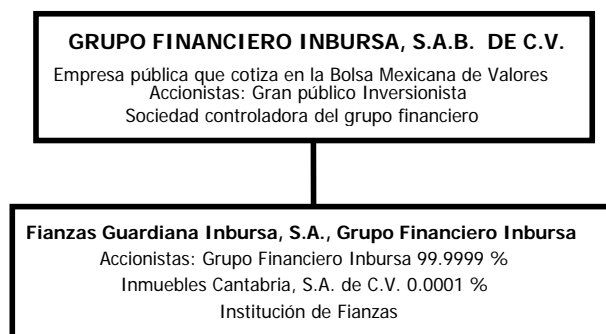 GRUPO FINANCIERO INBURSA, S.A.B. DE C.V.
Empresa pública que cotiza en la Bolsa Mexicana de Valores
Accionistas: Gran público Inversionista
Sociedad controladora del grupo financiero
Fianzas Guardiana Inbursa, S.A., Grupo Financiero Inbursa
Accionistas: Grupo Financiero Inbursa 99.9999 %
Inmuebles Cantabria, S.A. de C.V. 0.0001 %
Institución de Fianzas